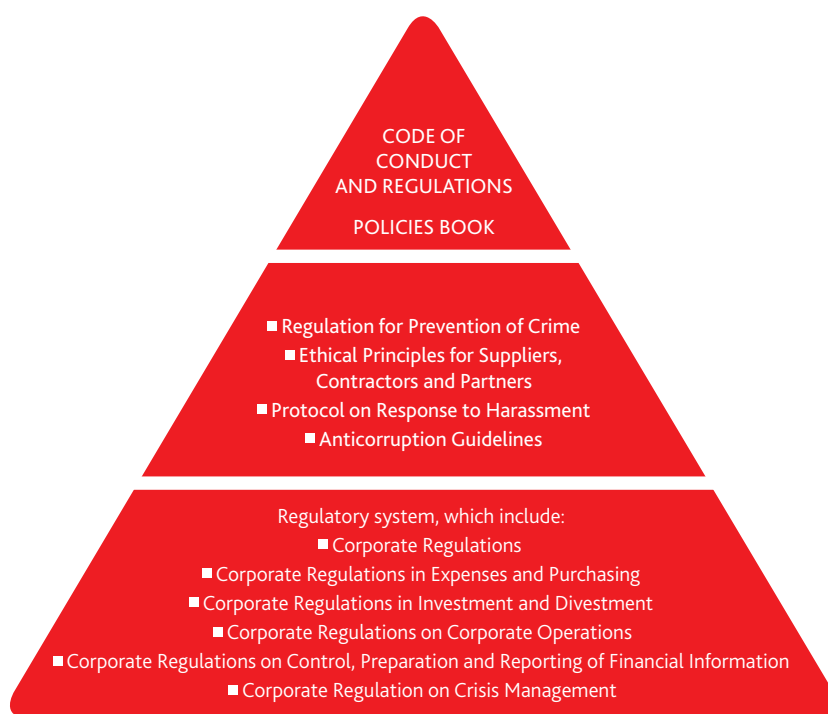 CODE OF
CONDUCT
AND REGULATIONS
POLICIES BOOK
■ Regulation for Prevention of Crime
■ Ethical Principles for Suppliers,
Contractors and Partners
■ Protocol on Response to Harassment
■ Anticorruption Guidelines
Regulatory system, which include:
■ Corporate Regulations
■ Corporate Regulations in Expenses and Purchasing
■ Corporate Regulations in Investment and Divestment
■ Corporate Regulations on Corporate Operations
■ Corporate Regulations on Control, Preparation and Reporting of Financial Information
■ Corporate Regulation on Crisis Management